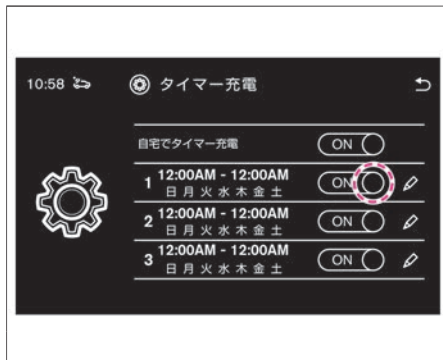 10:58 タイマー充電
自宅でタイマー充電 ON
1 12:00AM - 12:00AM ON
日 月 火 水 木 金 土
2 12:00AM - 12:00AM ON
日 月 火 水 木 金 土
3 12:00AM - 12:00AM ON
日 月 火 水 木 金 土